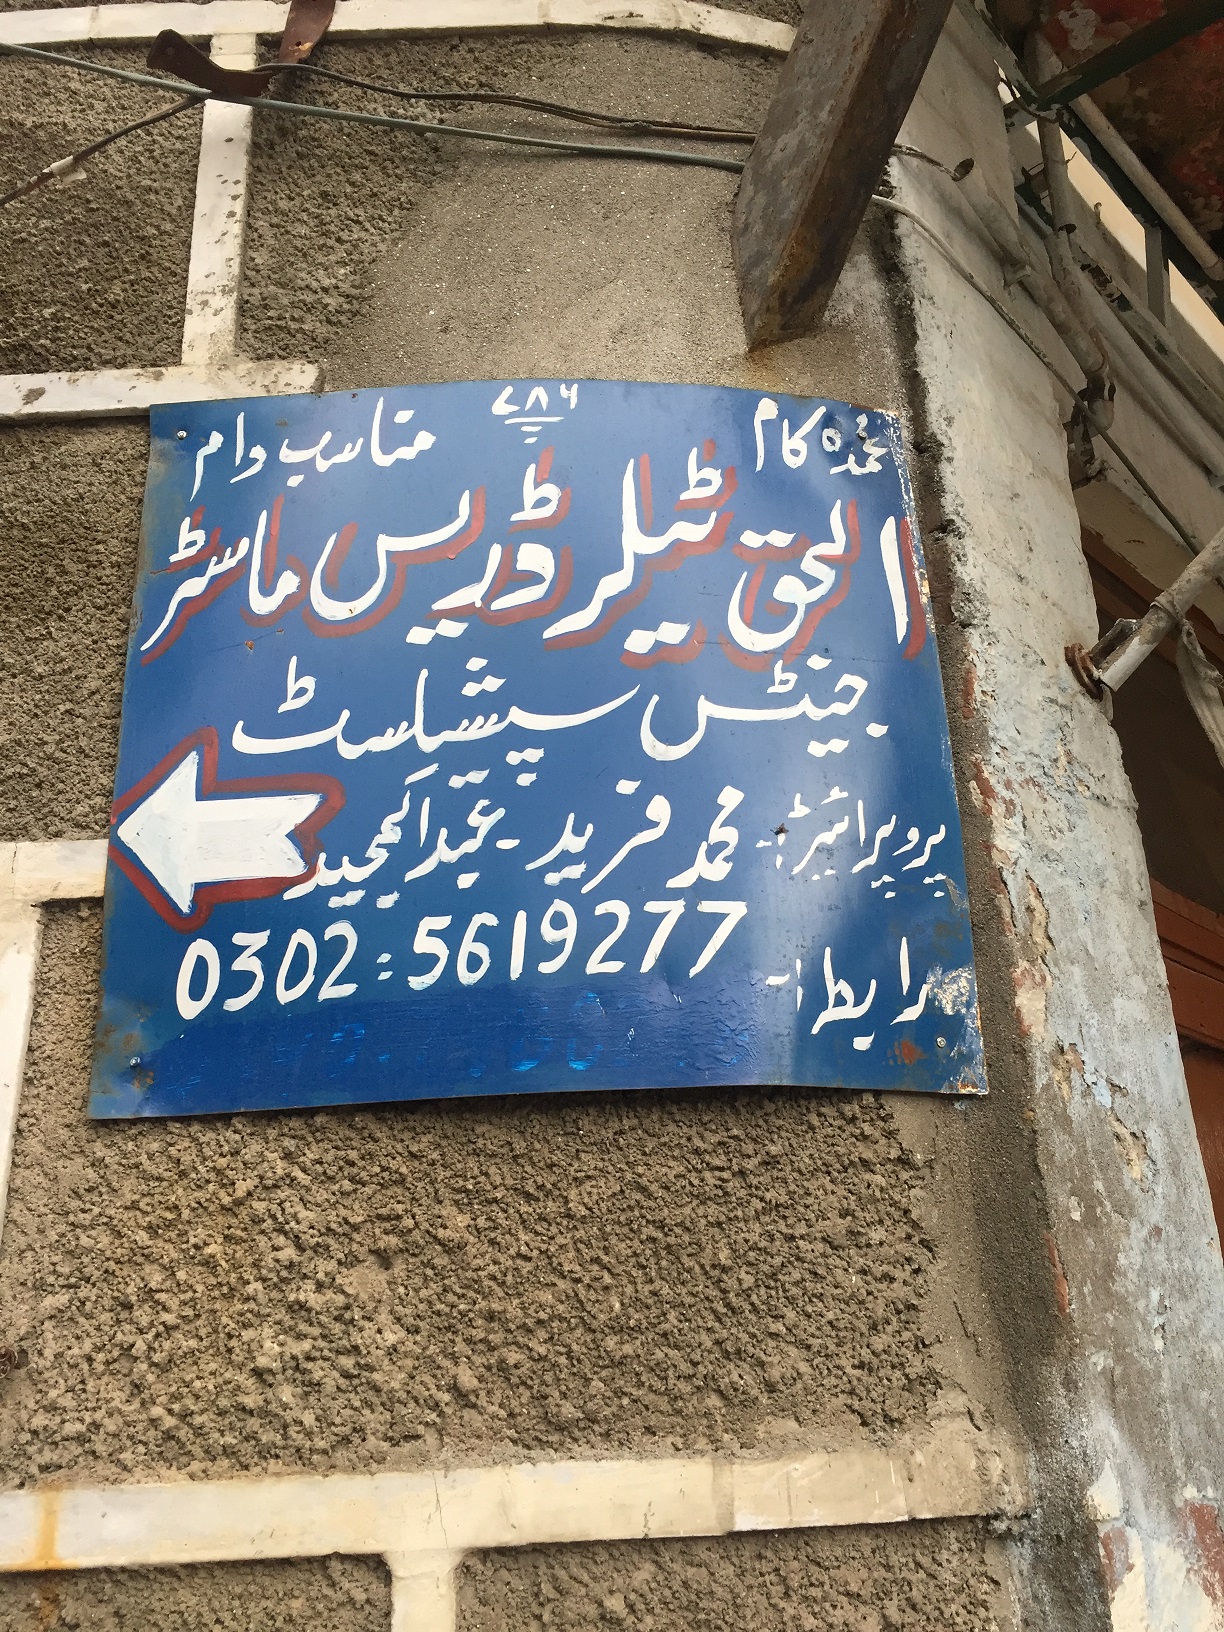 عمدہ کام ۷۸۶ مناسب دام
الحق ٹیلر ڈریس ماسٹر
جینٹس سپیشلسٹ
پروپرائیٹر:۔ محمد فرید ۔ عبدالمجید
رابطہ:۔ 0302:5619277